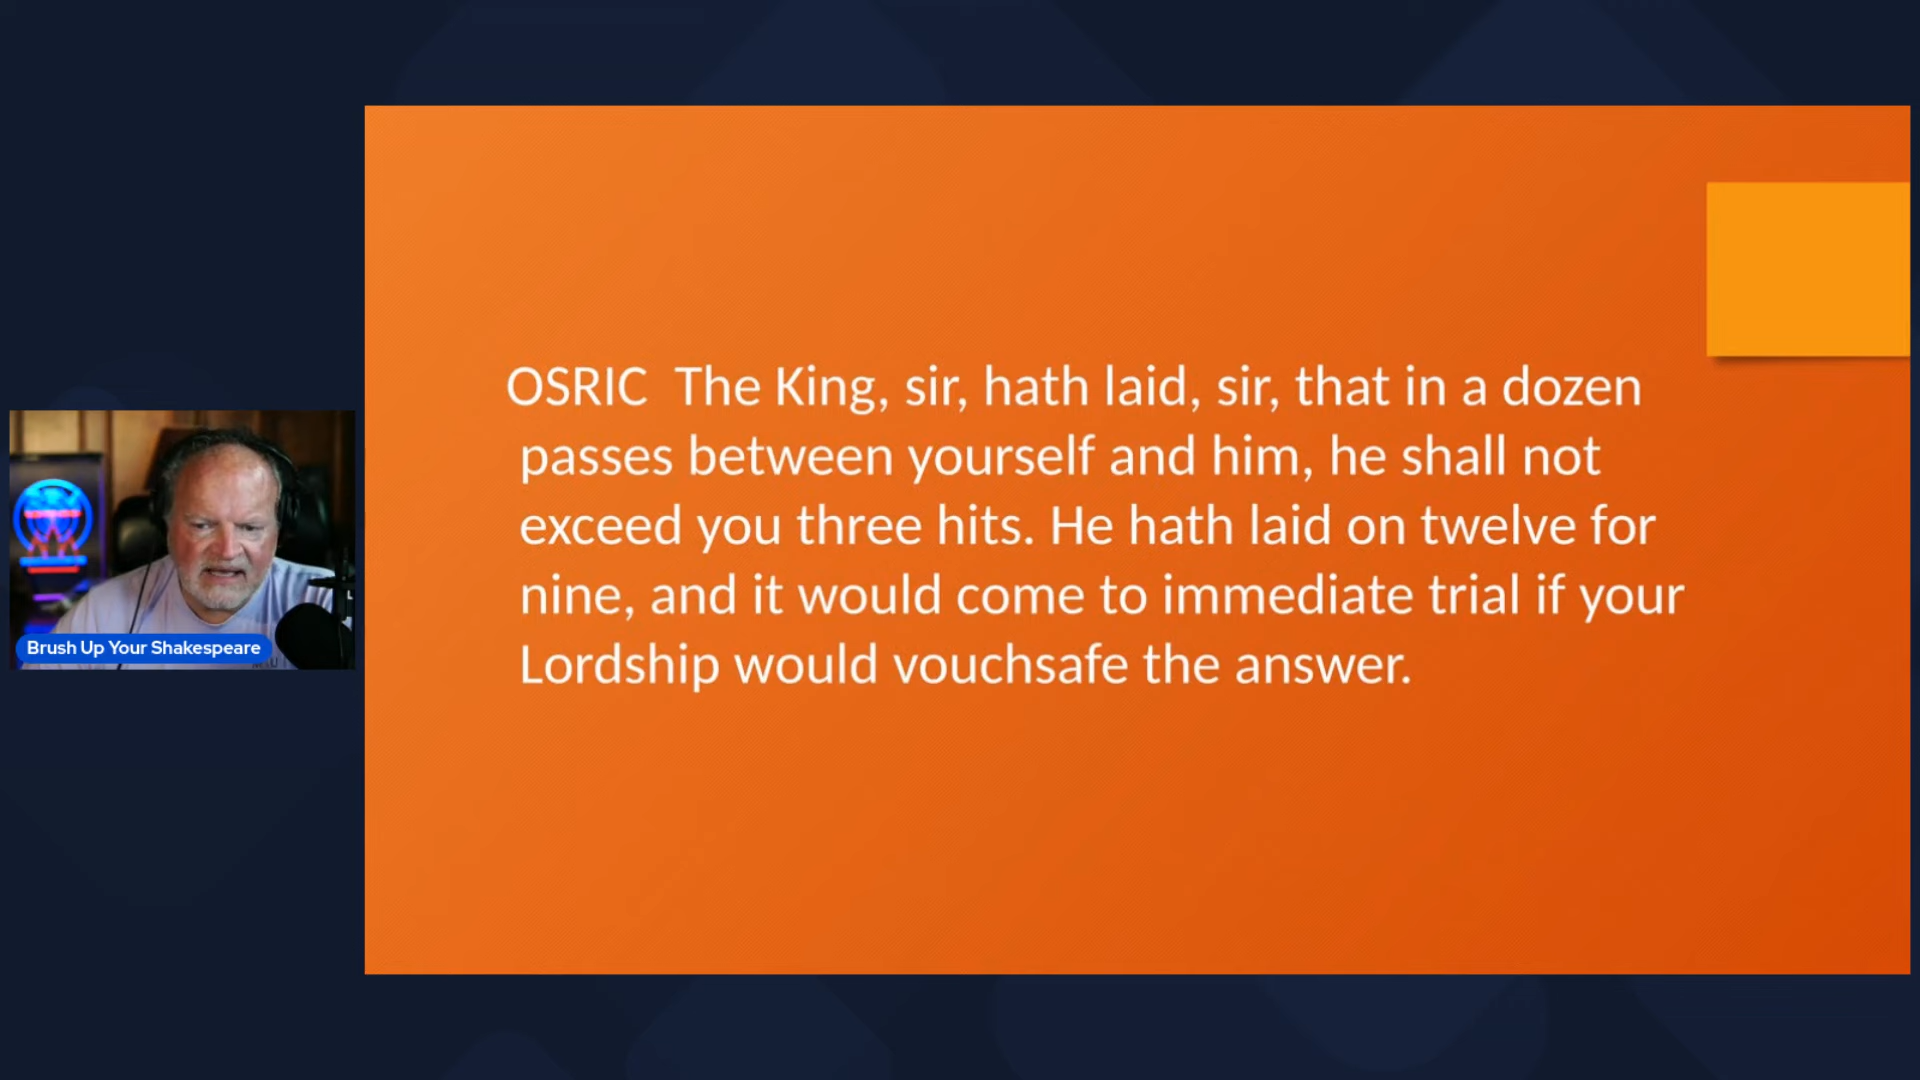 OSRIC  The King, sir, hath laid, sir, that in a dozen
passes between yourself and him, he shall not
exceed you three hits. He hath laid on twelve for
nine, and it would come to immediate trial if your
Lordship would vouchsafe the answer.
Brush Up Your Shakespeare